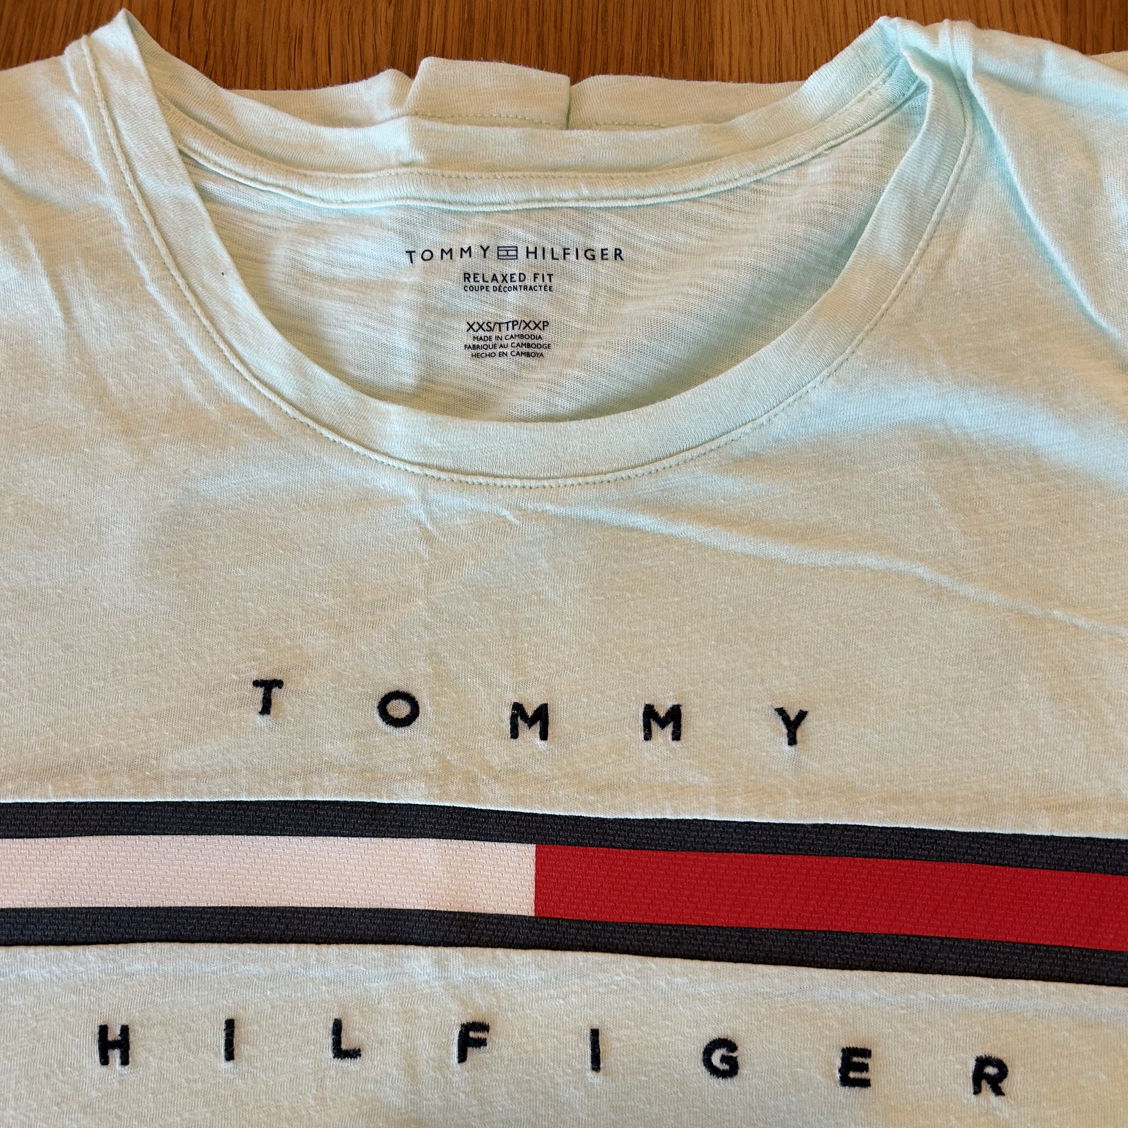 TOMMY HILFIGER
RELAXED FIT
COUPE DÉCONTRACTÉE
XXS/TTP/XXP
MADE IN CAMBODIA
FABRIQUÉ AU CAMBODGE
HECHO EN CAMBOYA
TOMMY
HILFIGER